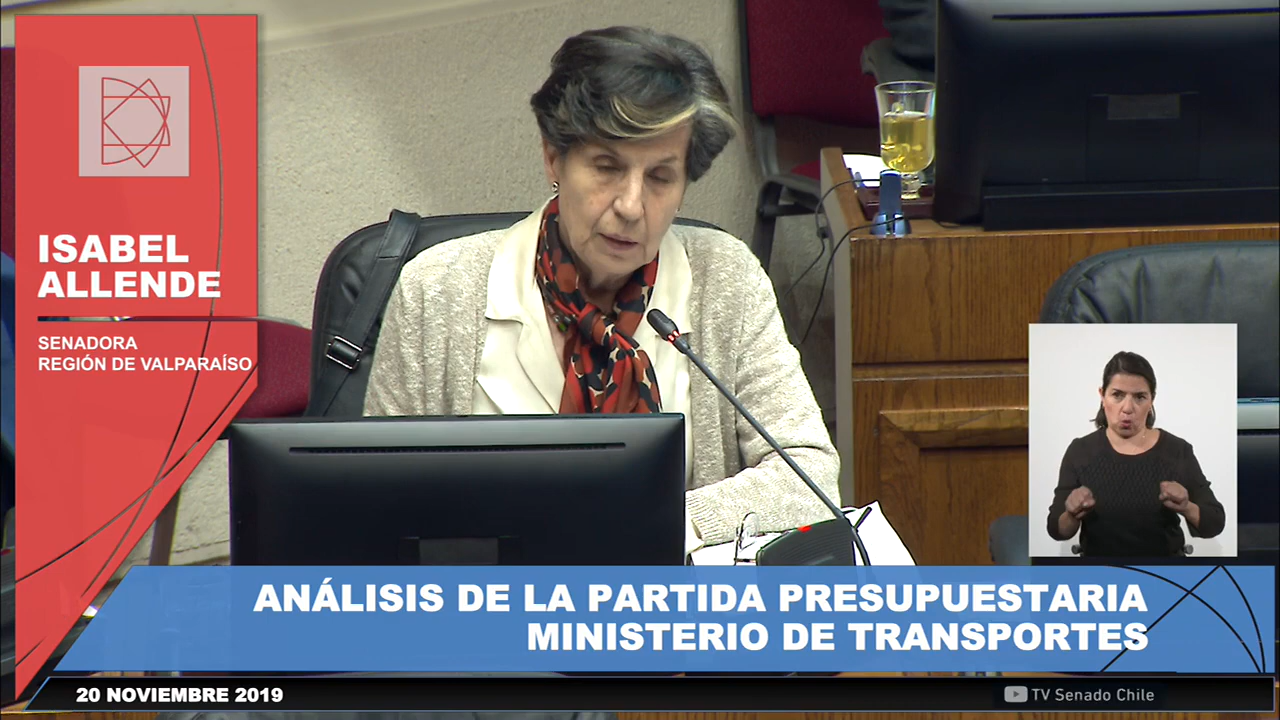 ISABEL
ALLENDE
SENADORA
REGIÓN DE VALPARAÍSO
ANÁLISIS DE LA PARTIDA PRESUPUESTARIA
MINISTERIO DE TRANSPORTES
20 NOVIEMBRE 2019
TV Senado Chile